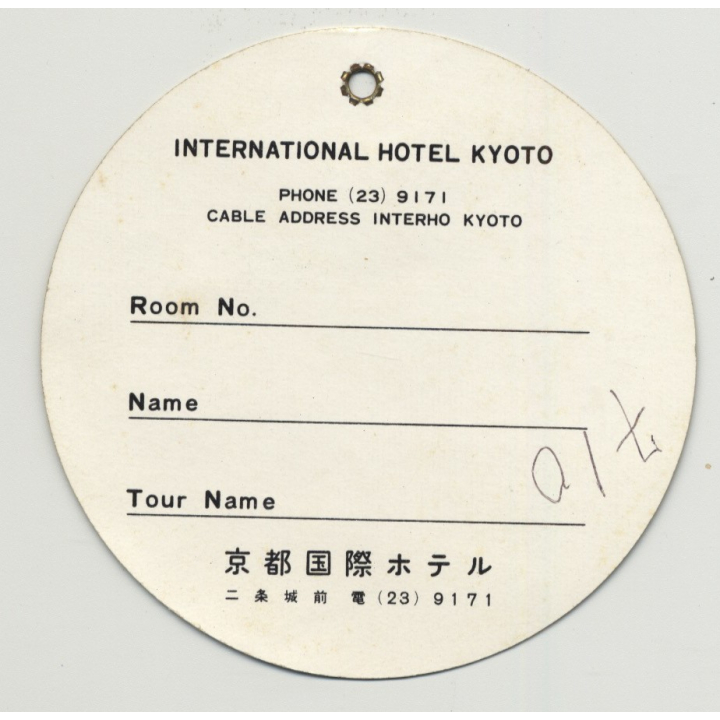 INTERNATIONAL HOTEL KYOTO
PHONE (23) 9171
CABLE ADDRESS INTERHO KYOTO
Room No.
Name
Tour Name
京都国際ホテル
二条城前 電(23)9171